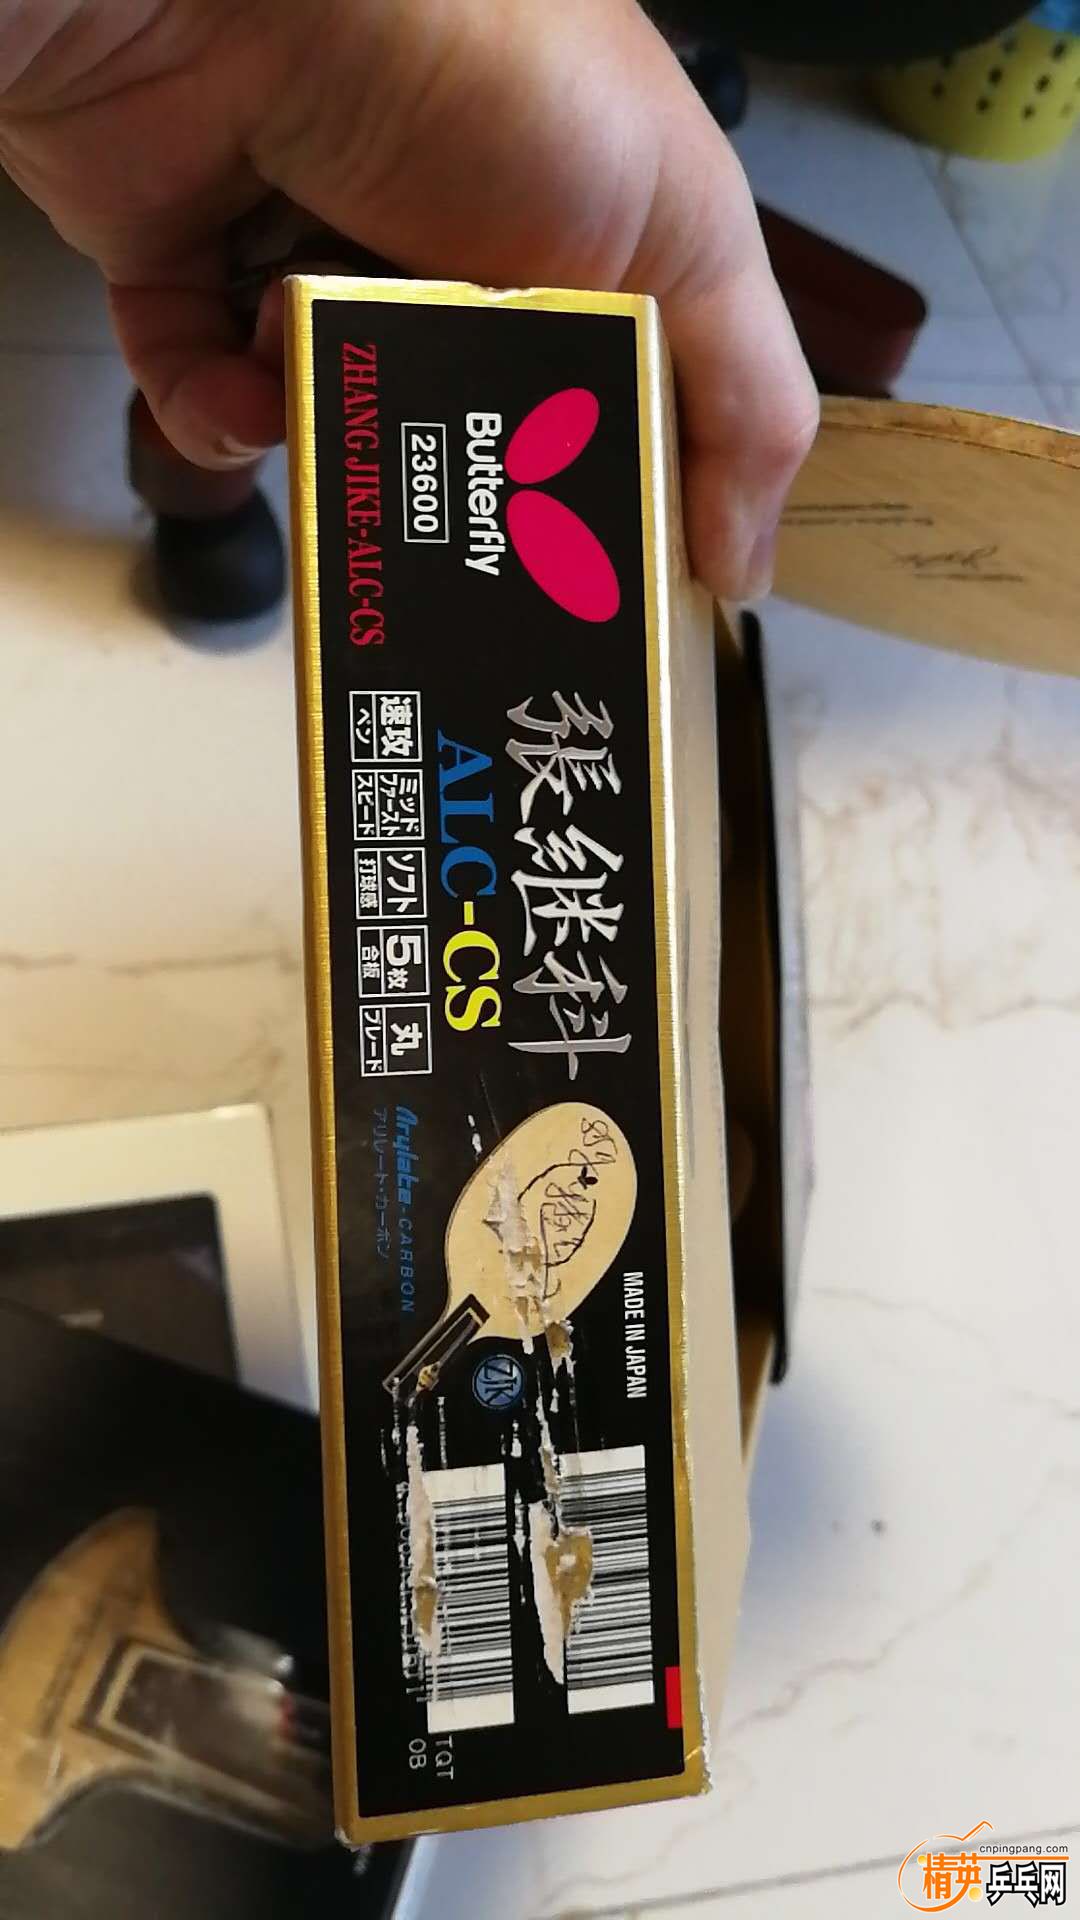 Butterfly
23600
ZHANG JIKE-ALC-CS
張継科
ALC-CS
速攻
ペン
ミッドファースト
スピード
ソフト
打球感
5枚
合板
丸
ブレード
Arylate-CARBON
アリレート・カーボン
MADE IN JAPAN
ZJK
TQT
0B
cnpingpang.com
精英乒乓网